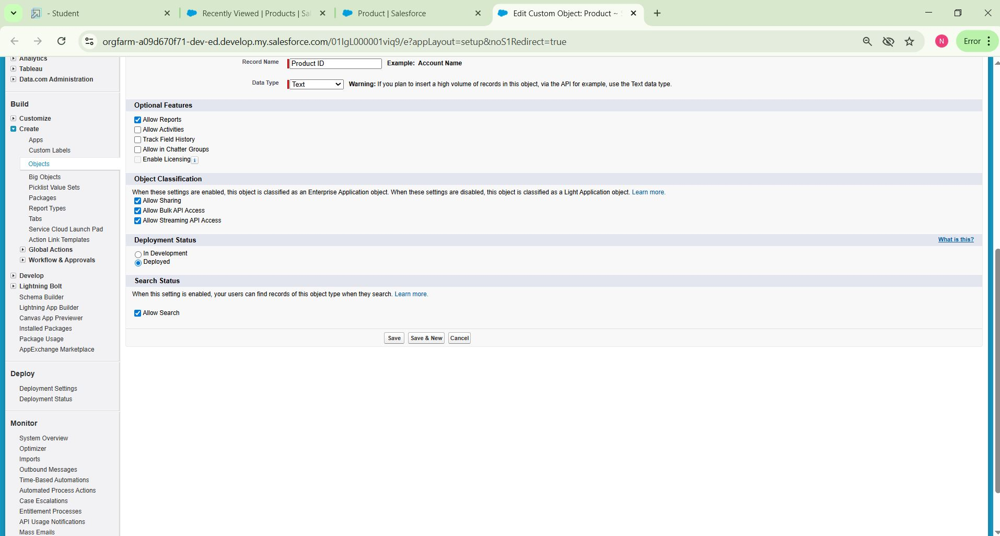 - Student
Recently Viewed | Products | Sal
Product | Salesforce
Edit Custom Object: Product ~
orgfarm-a09d670f71-dev-ed.develop.my.salesforce.com/01IgL000001viq9/e?appLayout=setup&noS1Redirect=true
N
Error
Analytics
Tableau
Data.com Administration
Build
Customize
Create
Apps
Custom Labels
Objects
Big Objects
Picklist Value Sets
Packages
Report Types
Tabs
Service Cloud Launch Pad
Action Link Templates
Global Actions
Workflow & Approvals
Develop
Lightning Bolt
Schema Builder
Lightning App Builder
Canvas App Previewer
Installed Packages
Package Usage
AppExchange Marketplace
Deploy
Deployment Settings
Deployment Status
Monitor
System Overview
Optimizer
Imports
Outbound Messages
Time-Based Automations
Automated Process Actions
Case Escalations
Entitlement Processes
API Usage Notifications
Mass Emails
Record Name Product ID Example: Account Name
Data Type Text Warning: If you plan to insert a high volume of records in this object, via the API for example, use the Text data type.
Optional Features
Allow Reports
Allow Activities
Track Field History
Allow in Chatter Groups
Enable Licensing i
Object Classification
When these settings are enabled, this object is classified as an Enterprise Application object. When these settings are disabled, this object is classified as a Light Application object. Learn more.
Allow Sharing
Allow Bulk API Access
Allow Streaming API Access
Deployment Status What is this?
In Development
Deployed
Search Status
When this setting is enabled, your users can find records of this object type when they search. Learn more.
Allow Search
Save Save & New Cancel